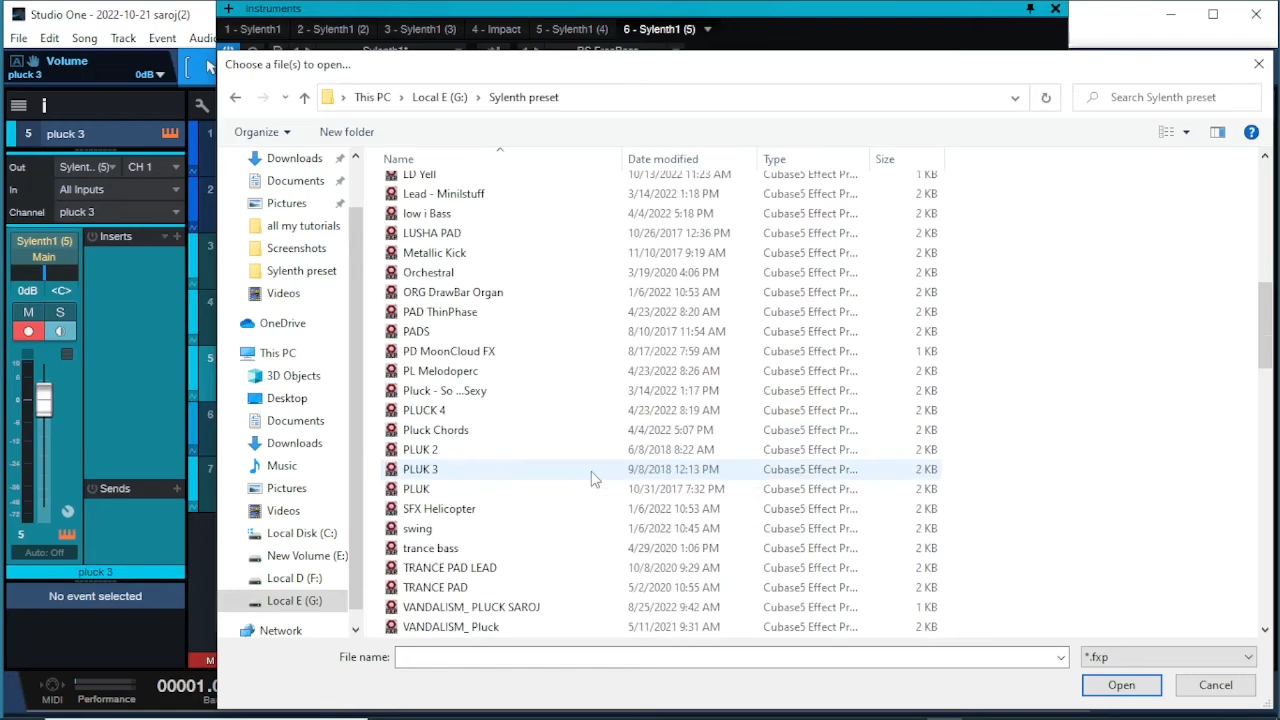 Studio One - 2022-10-21 saroj(2)
Instruments
File Edit Song Track Event Audio
1 - Sylenth1 2 - Sylenth1 (2) 3 - Sylenth1 (3) 4 - Impact 5 - Sylenth1 (4) 6 - Sylenth1 (5)
Volume
pluck 3 0dB
Choose a file(s) to open...
This PC Local E (G:) Sylenth preset
Search Sylenth preset
Organize New folder
Name Date modified Type Size
LD Yell 10/13/2022 11:23 AM Cubase5 Effect Pr... 2 KB
Lead - Minilstuff 3/14/2022 1:18 PM Cubase5 Effect Pr... 2 KB
low i Bass 4/4/2022 5:18 PM Cubase5 Effect Pr... 2 KB
LUSHA PAD 10/26/2017 12:36 PM Cubase5 Effect Pr... 2 KB
Metallic Kick 11/10/2017 9:19 AM Cubase5 Effect Pr... 2 KB
Orchestral 3/19/2020 4:06 PM Cubase5 Effect Pr... 2 KB
ORG DrawBar Organ 1/6/2022 10:53 AM Cubase5 Effect Pr... 2 KB
PAD ThinPhase 4/23/2022 8:20 AM Cubase5 Effect Pr... 2 KB
PADS 8/10/2017 11:54 AM Cubase5 Effect Pr... 2 KB
PD MoonCloud FX 8/17/2022 7:59 AM Cubase5 Effect Pr... 1 KB
PL Melodoperc 4/23/2022 8:26 AM Cubase5 Effect Pr... 2 KB
Pluck - So ...Sexy 3/14/2022 1:17 PM Cubase5 Effect Pr... 2 KB
PLUCK 4 4/23/2022 8:19 AM Cubase5 Effect Pr... 2 KB
Pluck Chords 4/4/2022 5:07 PM Cubase5 Effect Pr... 2 KB
PLUK 2 6/8/2018 8:22 AM Cubase5 Effect Pr... 2 KB
PLUK 3 9/8/2018 12:13 PM Cubase5 Effect Pr... 2 KB
PLUK 10/31/2017 7:32 PM Cubase5 Effect Pr... 2 KB
SFX Helicopter 1/6/2022 10:53 AM Cubase5 Effect Pr... 2 KB
swing 1/6/2022 10:45 AM Cubase5 Effect Pr... 2 KB
trance bass 4/29/2020 1:06 PM Cubase5 Effect Pr... 2 KB
TRANCE PAD LEAD 10/8/2020 9:29 AM Cubase5 Effect Pr... 2 KB
TRANCE PAD 5/2/2020 10:55 AM Cubase5 Effect Pr... 2 KB
VANDALISM_ PLUCK SAROJ 8/25/2022 9:42 AM Cubase5 Effect Pr... 1 KB
VANDALISM_ Pluck 5/11/2021 9:31 AM Cubase5 Effect Pr... 2 KB
Downloads
Documents
Pictures
all my tutorials
Screenshots
Sylenth preset
Videos
OneDrive
This PC
3D Objects
Desktop
Documents
Downloads
Music
Pictures
Videos
Local Disk (C:)
New Volume (E:)
Local D (F:)
Local E (G:)
Network
File name:
*.fxp
Open Cancel
5 pluck 3
Out Sylent.. (5) CH 1
In All Inputs
Channel pluck 3
Sylenth1 (5) Inserts
Main
0dB <C>
M S
Sends
5
Auto: Off
pluck 3
No event selected
1
2
3
4
5
6
7
M
MIDI Performance
00001.0